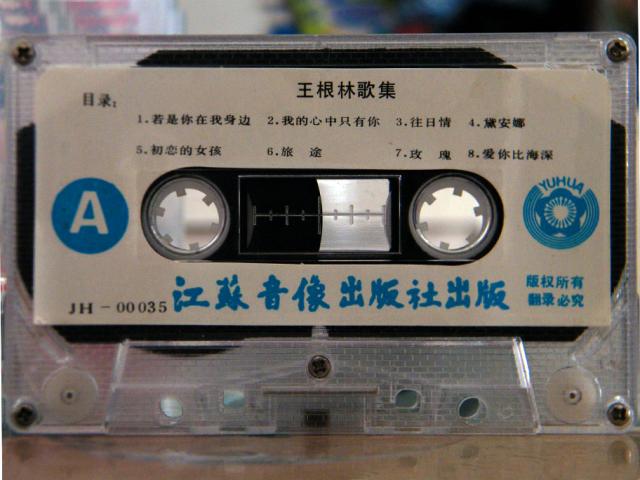 王根林歌集
目录：
1.若是你在我身边 2.我的心中只有你 3.往日情 4.黛安娜
5.初恋的女孩 6.旅 途 7.玫 瑰 8.爱你比海深
A
YUHUA
JH-00035 江苏音像出版社出版
版权所有
翻录必究